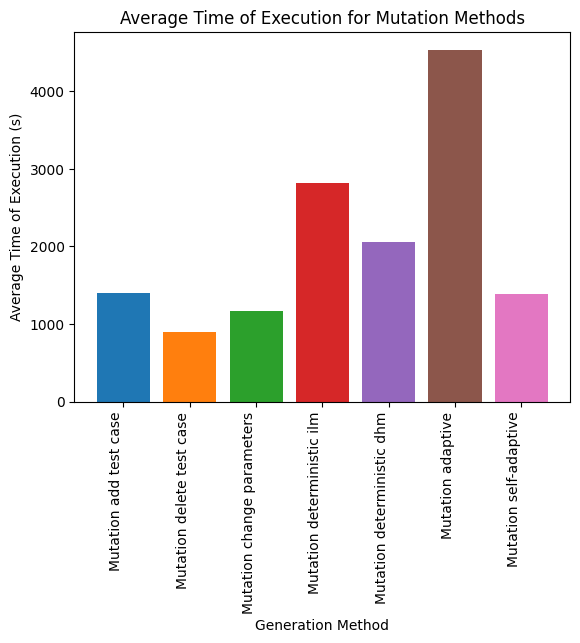 Average Time of Execution for Mutation Methods
Average Time of Execution (s)
4000
3000
2000
1000
0
Mutation add test case
Mutation delete test case
Mutation change parameters
Mutation deterministic ilm
Mutation deterministic dhm
Mutation adaptive
Mutation self-adaptive
Generation Method